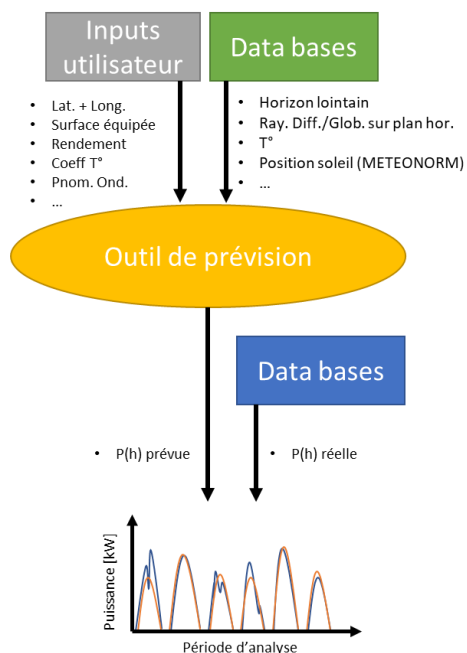 Inputs
utilisateur
Data bases
• Lat. + Long.
• Surface équipée
• Rendement
• Coeff T°
• Pnom. Ond.
• ...
• Horizon lointain
• Ray. Diff./Glob. sur plan hor.
• T°
• Position soleil (METEONORM)
• ...
Outil de prévision
Data bases
• P(h) prévue
• P(h) réelle
Puissance [kW]
Période d'analyse